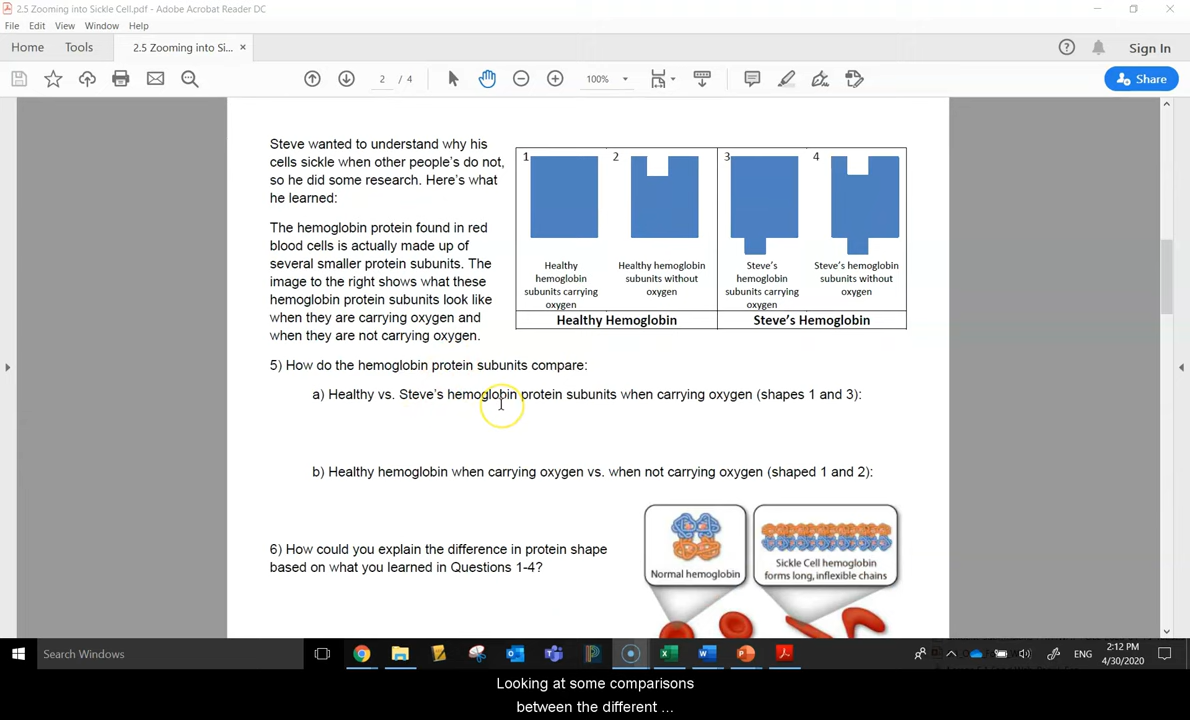 2.5 Zooming into Sickle Cell.pdf - Adobe Acrobat Reader DC
File Edit View Window Help
Home Tools 2.5 Zooming into Si... × Sign In
2 / 4 100% Share
Steve wanted to understand why his
cells sickle when other people's do not,
so he did some research. Here's what
he learned:
The hemoglobin protein found in red
blood cells is actually made up of
several smaller protein subunits. The
image to the right shows what these
hemoglobin protein subunits look like
when they are carrying oxygen and
when they are not carrying oxygen.
1 2 3 4
Healthy
hemoglobin
subunits carrying
oxygen
Healthy hemoglobin
subunits without
oxygen
Steve's
hemoglobin
subunits carrying
oxygen
Steve's hemoglobin
subunits without
oxygen
Healthy Hemoglobin
Steve's Hemoglobin
5) How do the hemoglobin protein subunits compare:
a) Healthy vs. Steve's hemoglobin protein subunits when carrying oxygen (shapes 1 and 3):
b) Healthy hemoglobin when carrying oxygen vs. when not carrying oxygen (shaped 1 and 2):
6) How could you explain the difference in protein shape
based on what you learned in Questions 1-4?
Normal hemoglobin
Sickle Cell hemoglobin
forms long, inflexible chains
Search Windows
ENG
2:12 PM
4/30/2020
Looking at some comparisons
between the different ...